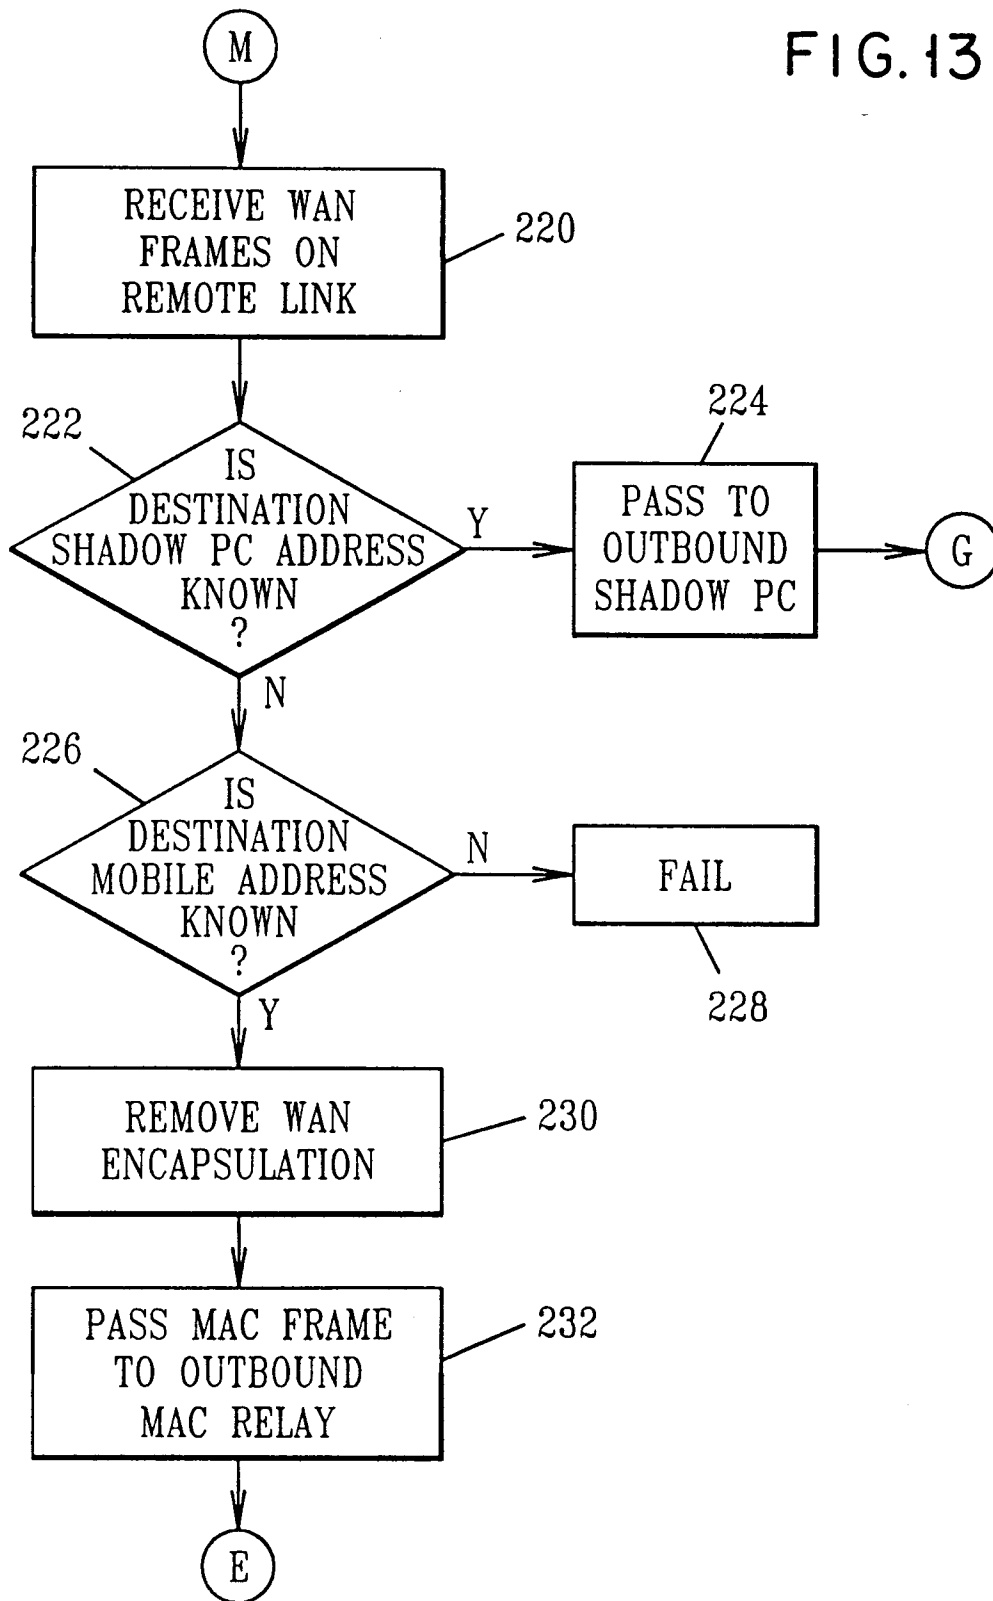 M
FIG. 13
RECEIVE WAN
FRAMES ON
REMOTE LINK
220
222
IS
DESTINATION
SHADOW PC ADDRESS
KNOWN
?
Y
224
PASS TO
OUTBOUND
SHADOW PC
G
N
226
IS
DESTINATION
MOBILE ADDRESS
KNOWN
?
N
FAIL
228
Y
REMOVE WAN
ENCAPSULATION
230
PASS MAC FRAME
TO OUTBOUND
MAC RELAY
232
E